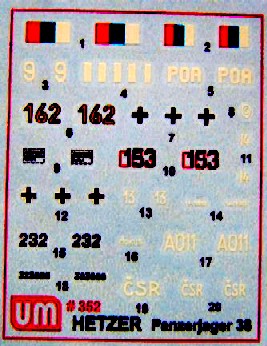 1 2
9 9 POA POA
3 4 5
162 162 9
6 7 8
153 153
9 10 11
12 13 14
232 232 A011 A011
15 16 17
18 ČSR ČSR ČSR
19 20
um # 352
HETZER Panzerjager 38